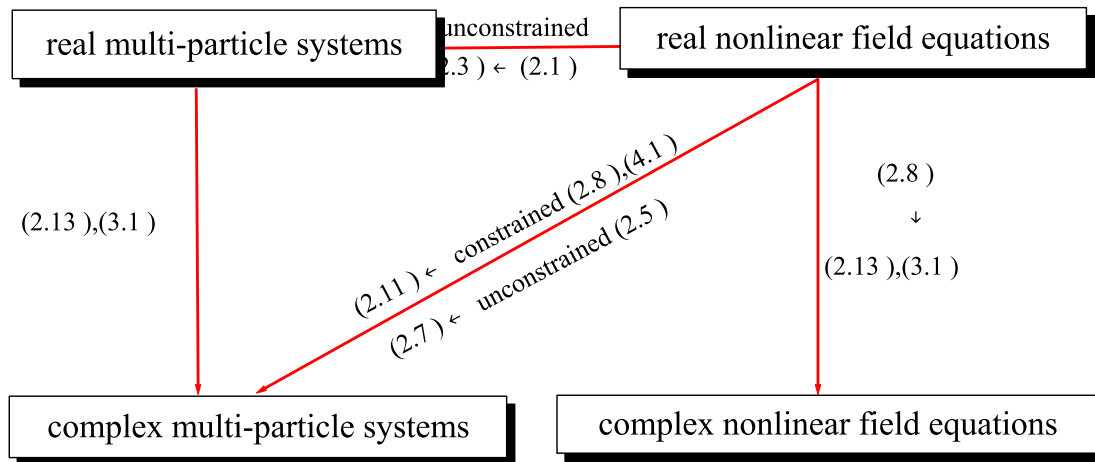 real multi-particle systems
unconstrained
real nonlinear field equations
2.3 ) ← (2.1 )
(2.13 ),(3.1 )
(2.11) ← constrained (2.8 ),(4.1 )
(2.7 ) ← unconstrained (2.5 )
(2.8 )
↓
(2.13 ),(3.1 )
complex multi-particle systems
complex nonlinear field equations